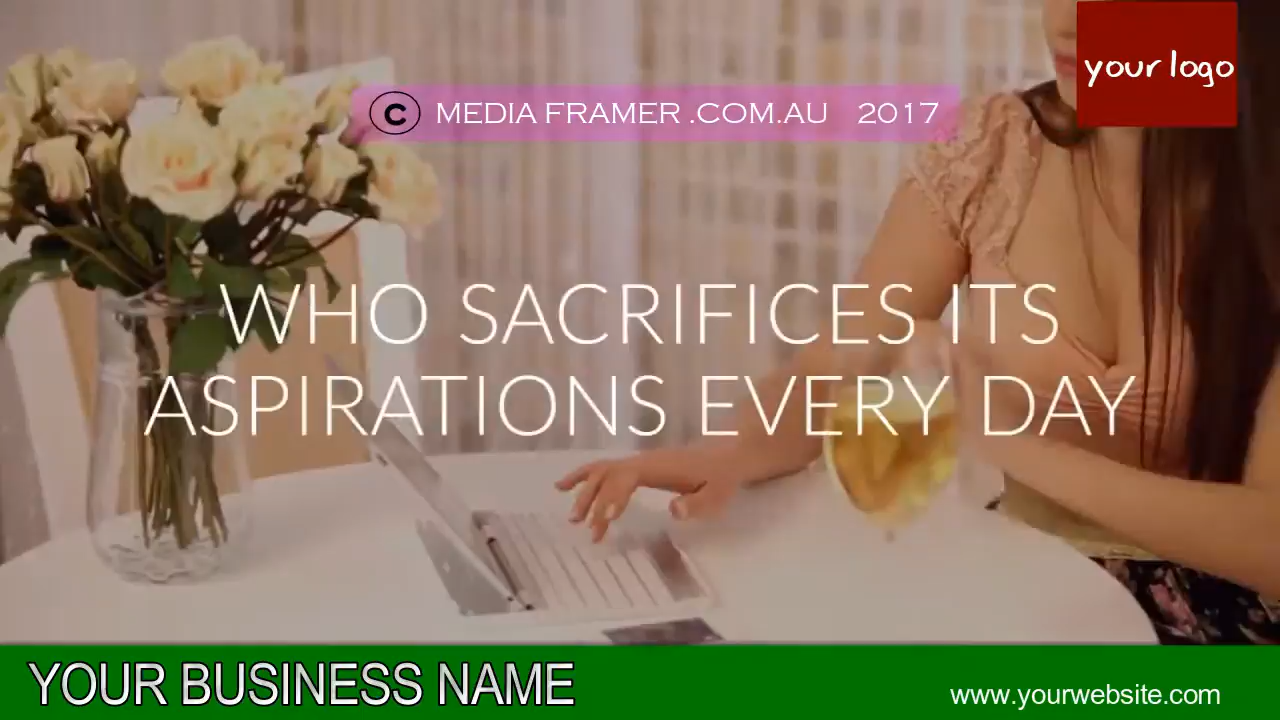 your logo
© MEDIA FRAMER .COM.AU 2017
WHO SACRIFICES ITS
ASPIRATIONS EVERY DAY
YOUR BUSINESS NAME
www.yourwebsite.com